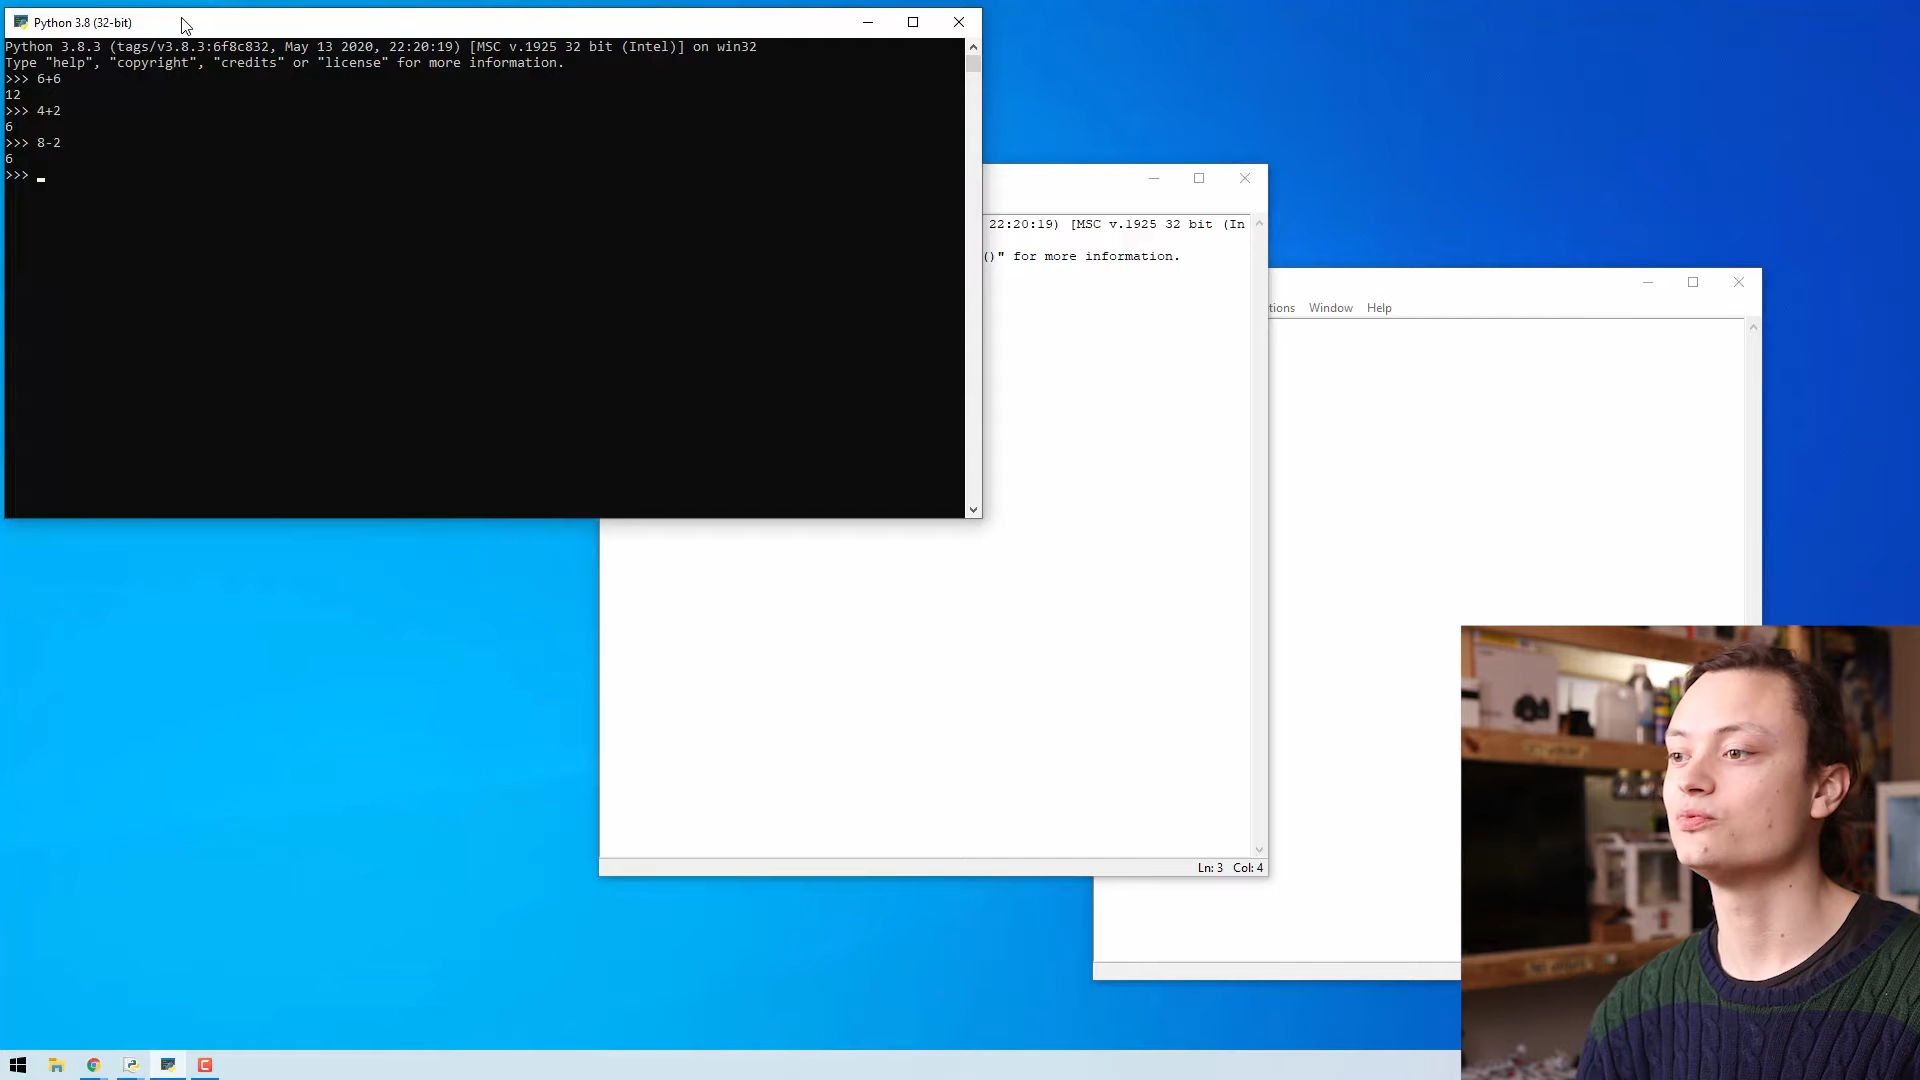 Python 3.8 (32-bit)
Python 3.8.3 (tags/v3.8.3:6f8c832, May 13 2020, 22:20:19) [MSC v.1925 32 bit (Intel)] on win32
Type "help", "copyright", "credits" or "license" for more information.
>>> 6+6
12
>>> 4+2
6
>>> 8-2
6
>>>
22:20:19) [MSC v.1925 32 bit (In
()" for more information.
tions Window Help
Ln: 3 Col: 4